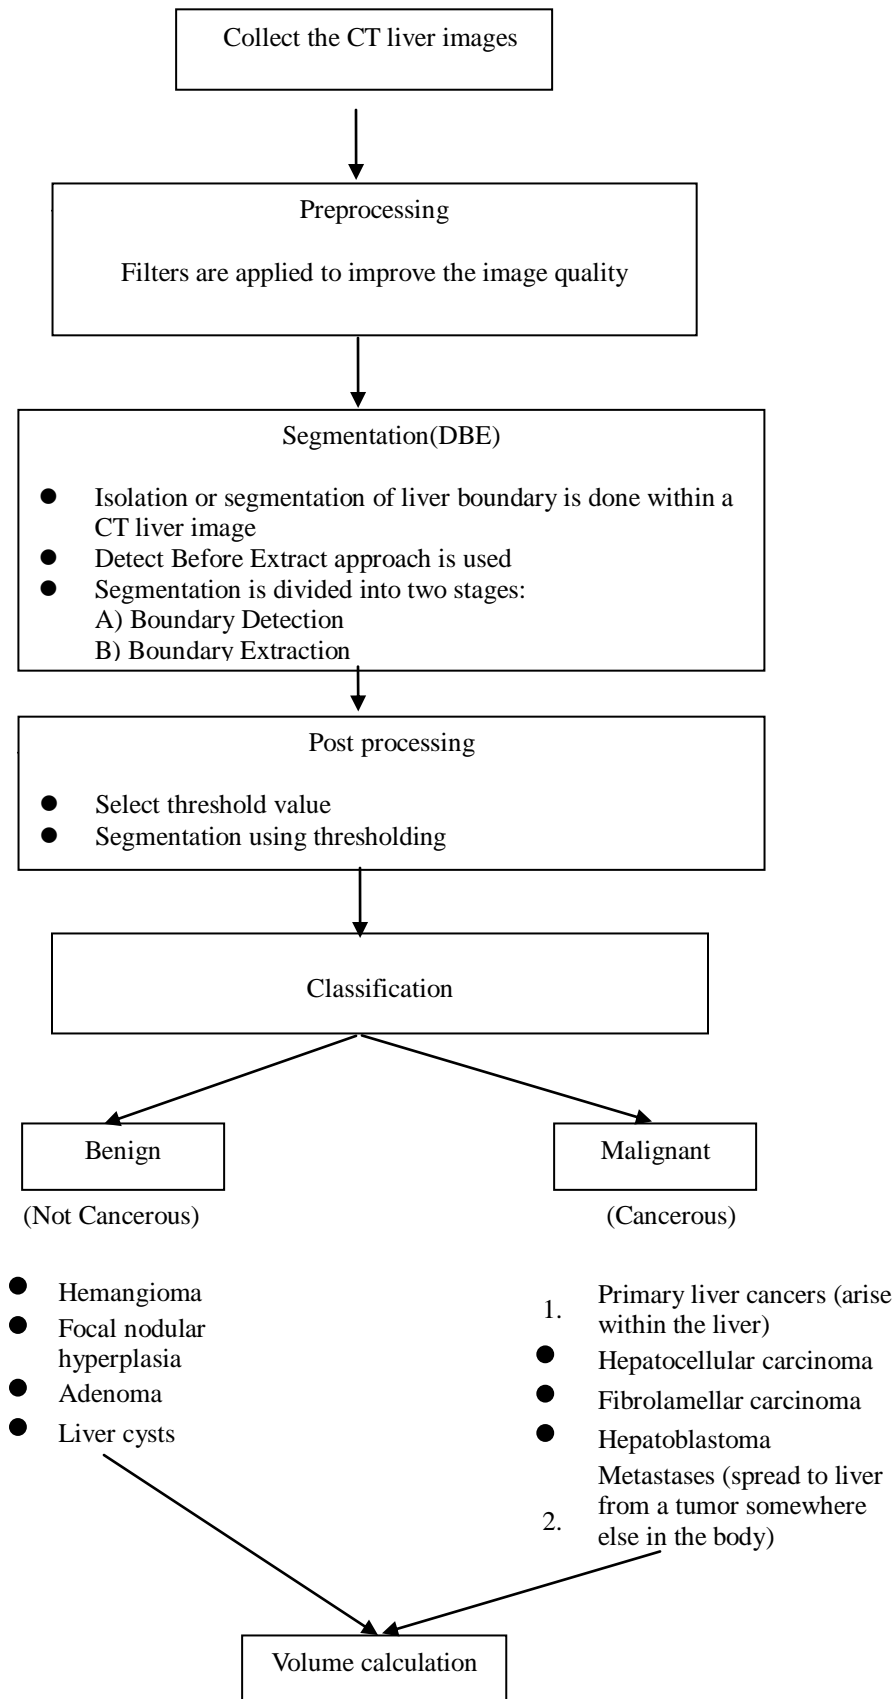 Collect the CT liver images
Preprocessing
Filters are applied to improve the image quality
Segmentation(DBE)
● Isolation or segmentation of liver boundary is done within a
CT liver image
● Detect Before Extract approach is used
● Segmentation is divided into two stages:
A) Boundary Detection
B) Boundary Extraction
Post processing
● Select threshold value
● Segmentation using thresholding
Classification
Benign
(Not Cancerous)
● Hemangioma
● Focal nodular
hyperplasia
● Adenoma
● Liver cysts
Malignant
(Cancerous)
1. Primary liver cancers (arise
within the liver)
● Hepatocellular carcinoma
● Fibrolamellar carcinoma
● Hepatoblastoma
2. Metastases (spread to liver
from a tumor somewhere
else in the body)
Volume calculation